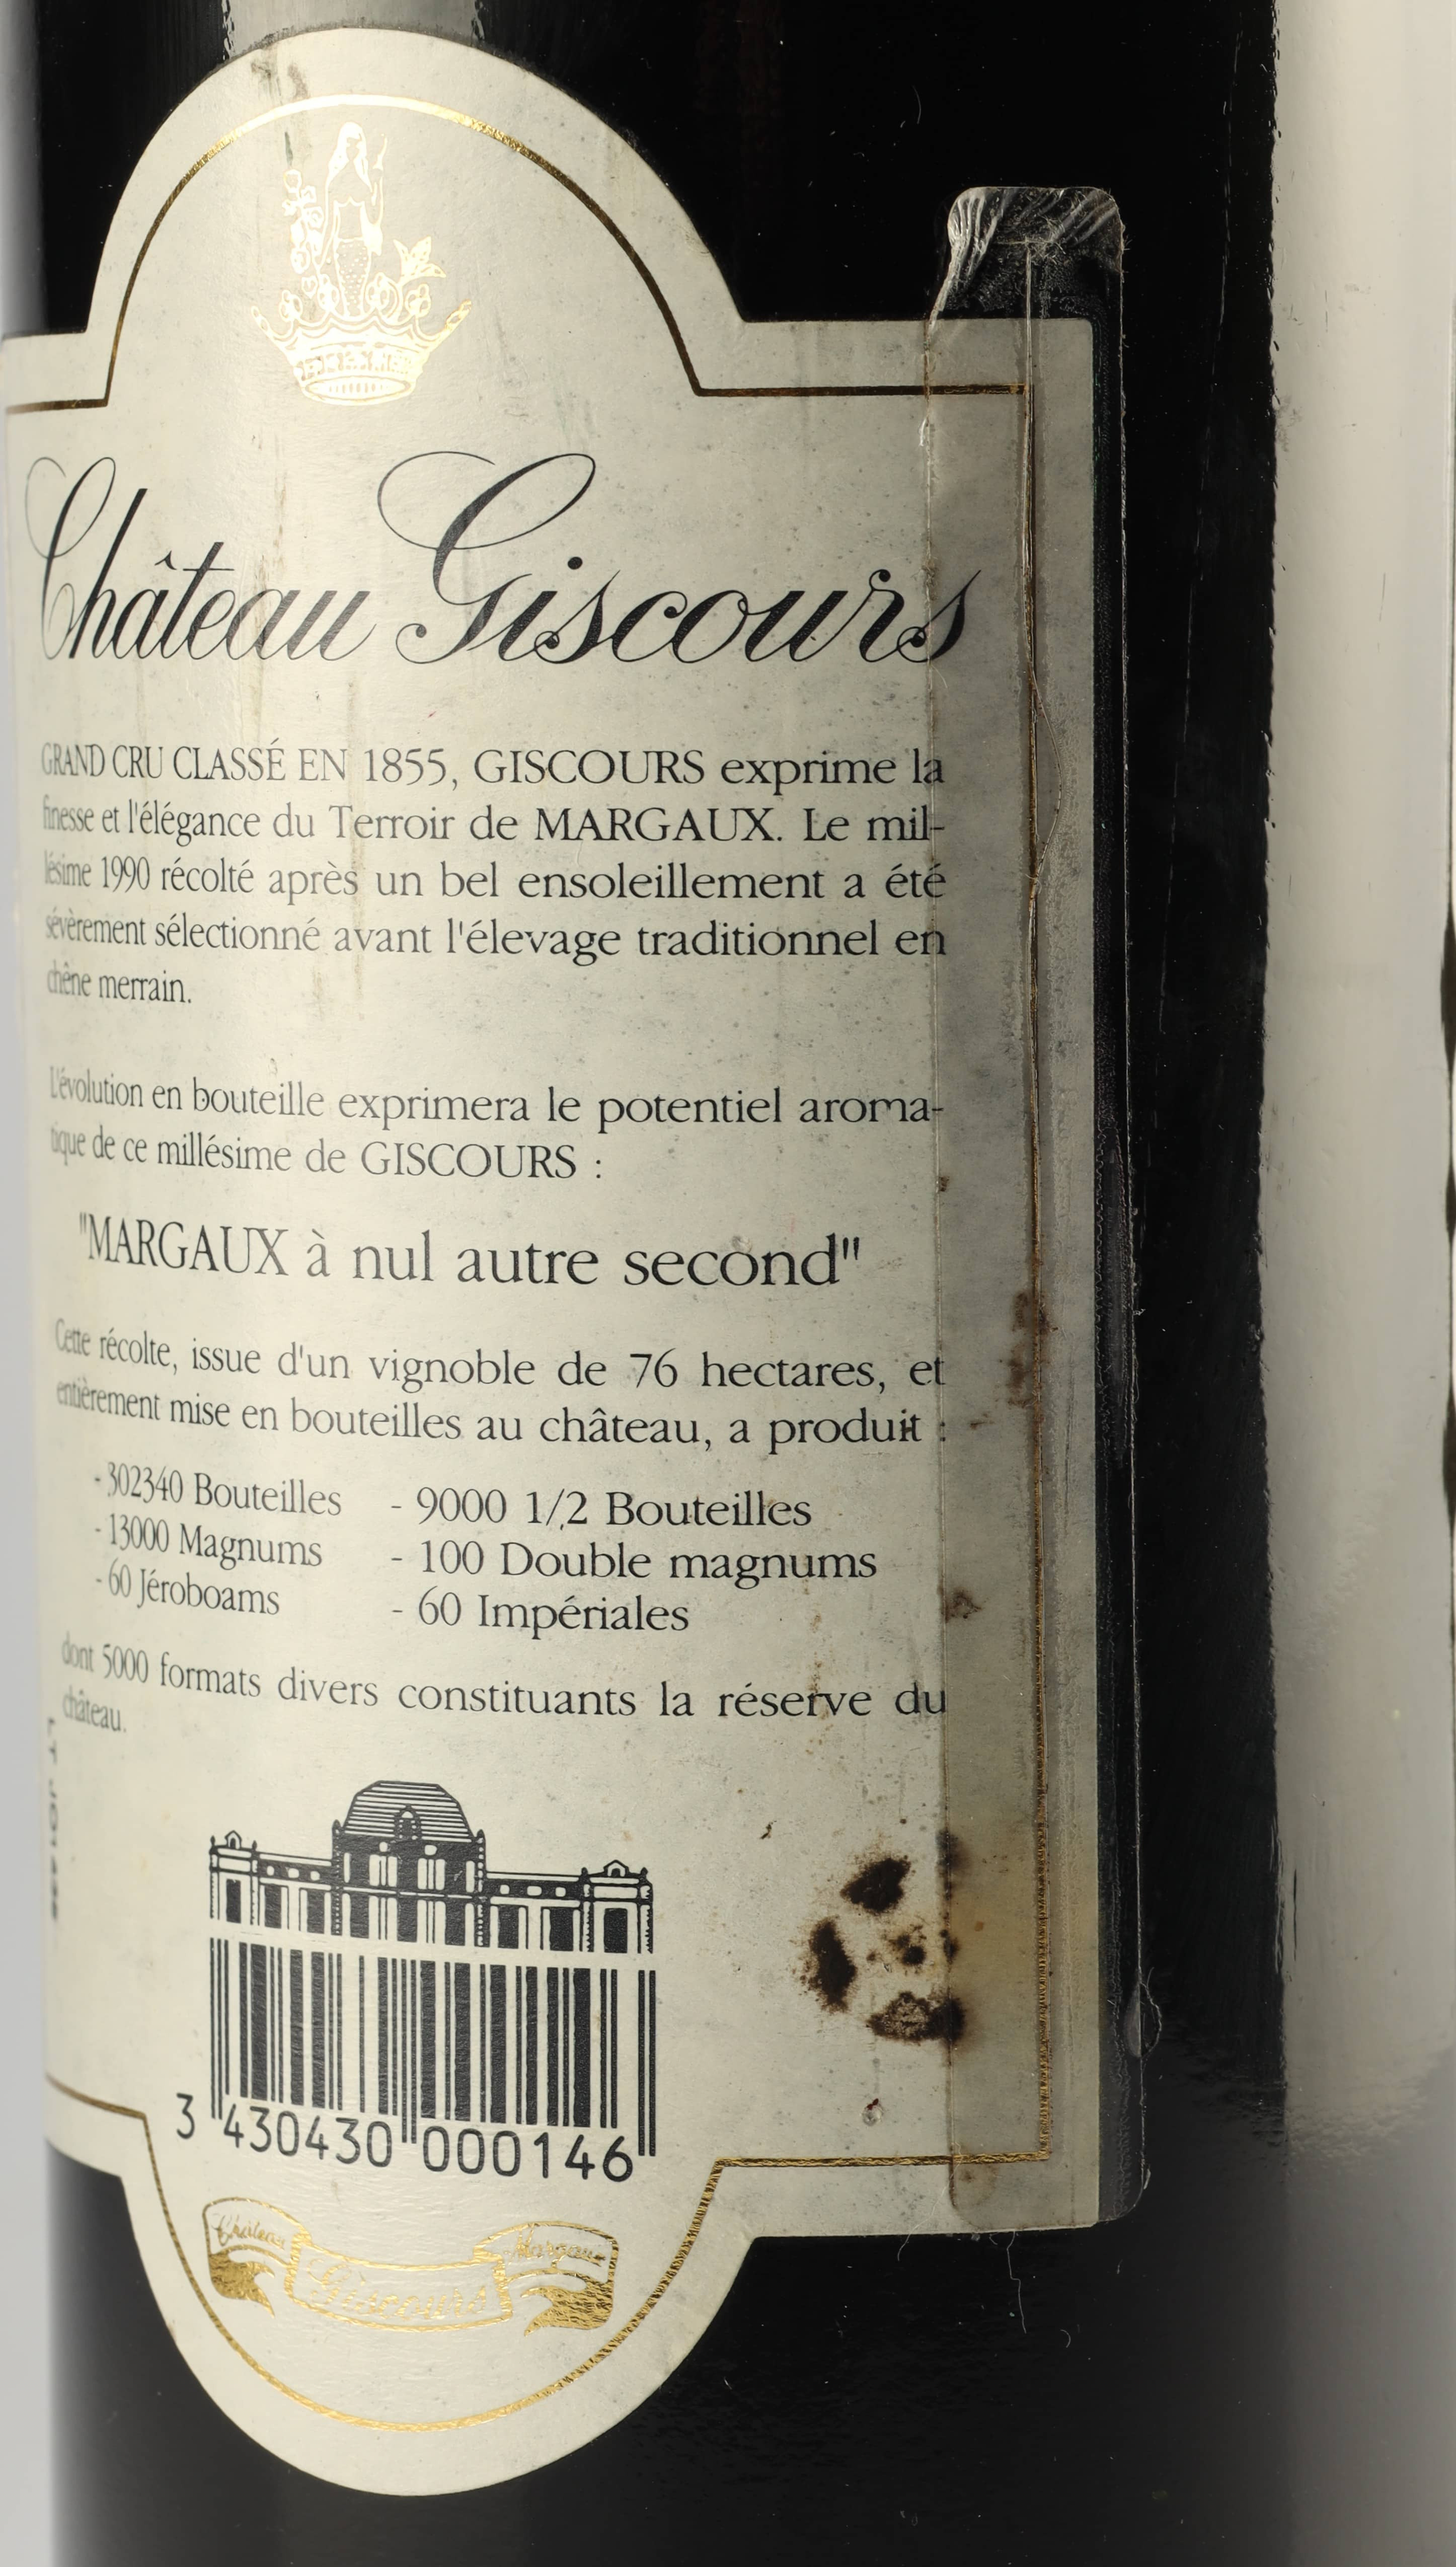 Château Giscours
GRAND CRU CLASSÉ EN 1855, GISCOURS exprime la
finesse et l'élégance du Terroir de MARGAUX. Le mil-
lésime 1990 récolté après un bel ensoleillement a été
sévèrement sélectionné avant l'élevage traditionnel en
chêne merrain.
L'évolution en bouteille exprimera le potentiel aroma-
tique de ce millésime de GISCOURS :
"MARGAUX à nul autre second"
Cette récolte, issue d'un vignoble de 76 hectares, et
entièrement mise en bouteilles au château, a produit :
- 302340 Bouteilles - 9000 1/2 Bouteilles
- 13000 Magnums - 100 Double magnums
- 60 Jéroboams - 60 Impériales
dont 5000 formats divers constituants la réserve du
château.
3 430430 000146
Château Giscours Margaux